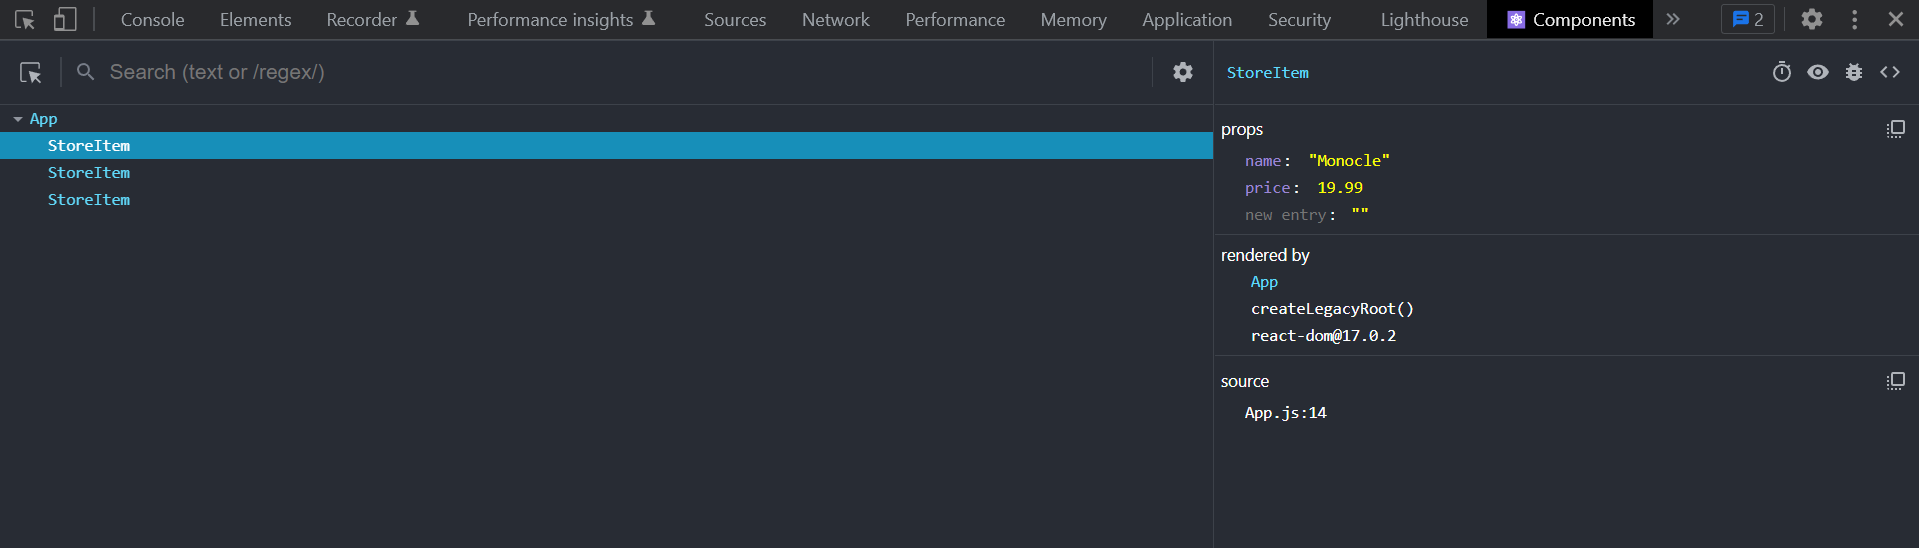 Console Elements Recorder Performance insights Sources Network Performance Memory Application Security Lighthouse Components » 2
Search (text or /regex/)
App
StoreItem
StoreItem
StoreItem
StoreItem
props
name: "Monocle"
price: 19.99
new entry: ""
rendered by
App
createLegacyRoot()
react-dom@17.0.2
source
App.js:14